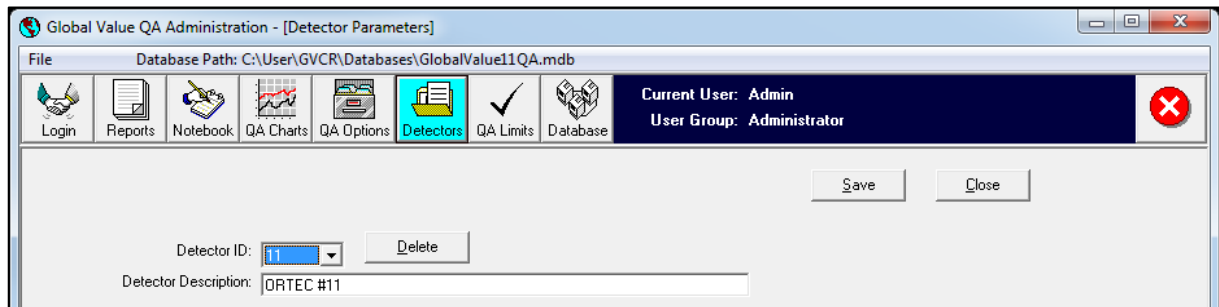 Global Value QA Administration - [Detector Parameters]
File Database Path: C:\User\GVCR\Databases\GlobalValue11QA.mdb
Login Reports Notebook QA Charts QA Options Detectors QA Limits Database
Current User: Admin
User Group: Administrator
Save Close
Detector ID: 11 Delete
Detector Description: ORTEC #11